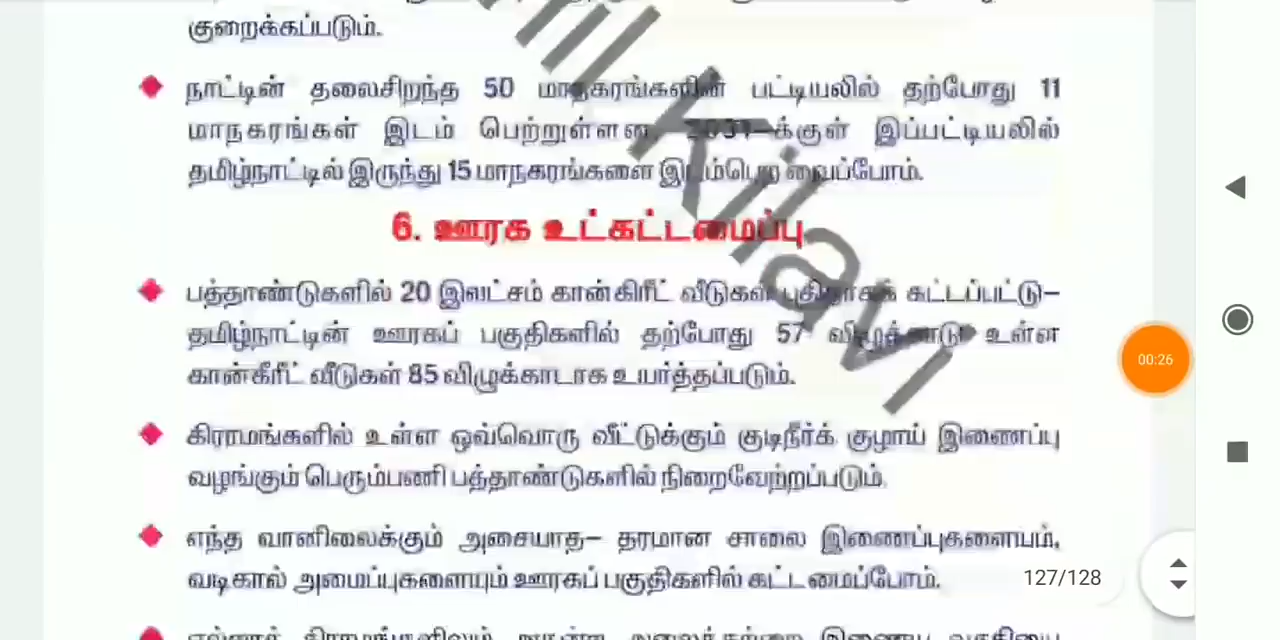 குறைக்கப்படும்.
நாட்டின் தலைசிறந்த 50 மாநகரங்களின் பட்டியலில் தற்போது 11
மாநகரங்கள் இடம் பெற்றுள்ளன. 2031-க்குள் இப்பட்டியலில்
தமிழ்நாட்டில் இருந்து 15 மாநகரங்களை இடம்பெற வைப்போம்.
6. ஊரக உட்கட்டமைப்பு
பத்தாண்டுகளில் 20 இலட்சம் கான்கிரீட் வீடுகள் புதிதாகக் கட்டப்பட்டு–
தமிழ்நாட்டின் ஊரகப் பகுதிகளில் தற்போது 57 விழுக்காடு உள்ள
கான்கீரீட் வீடுகள் 85 விழுக்காடாக உயர்த்தப்படும்.
கிராமங்களில் உள்ள ஒவ்வொரு வீட்டுக்கும் குடிநீர்க் குழாய் இணைப்பு
வழங்கும் பெரும்பணி பத்தாண்டுகளில் நிறைவேற்றப்படும்.
எந்த வானிலைக்கும் அசையாத– தரமான சாலை இணைப்புகளையும்,
வடிகால் அமைப்புகளையும் ஊரகப் பகுதிகளில் கட்டமைப்போம்.
Kilavi
00:26
127/128